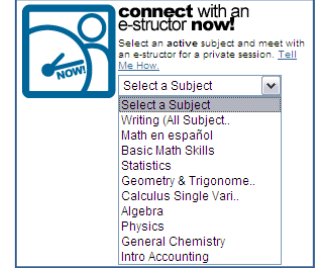 connect with an
e-structor now!
Select an active subject and meet with
an e-structor for a private session. Tell
Me How.
NOW!
Select a Subject
Select a Subject
Writing (All Subject..
Math en español
Basic Math Skills
Statistics
Geometry & Trigonome..
Calculus Single Vari..
Algebra
Physics
General Chemistry
Intro Accounting